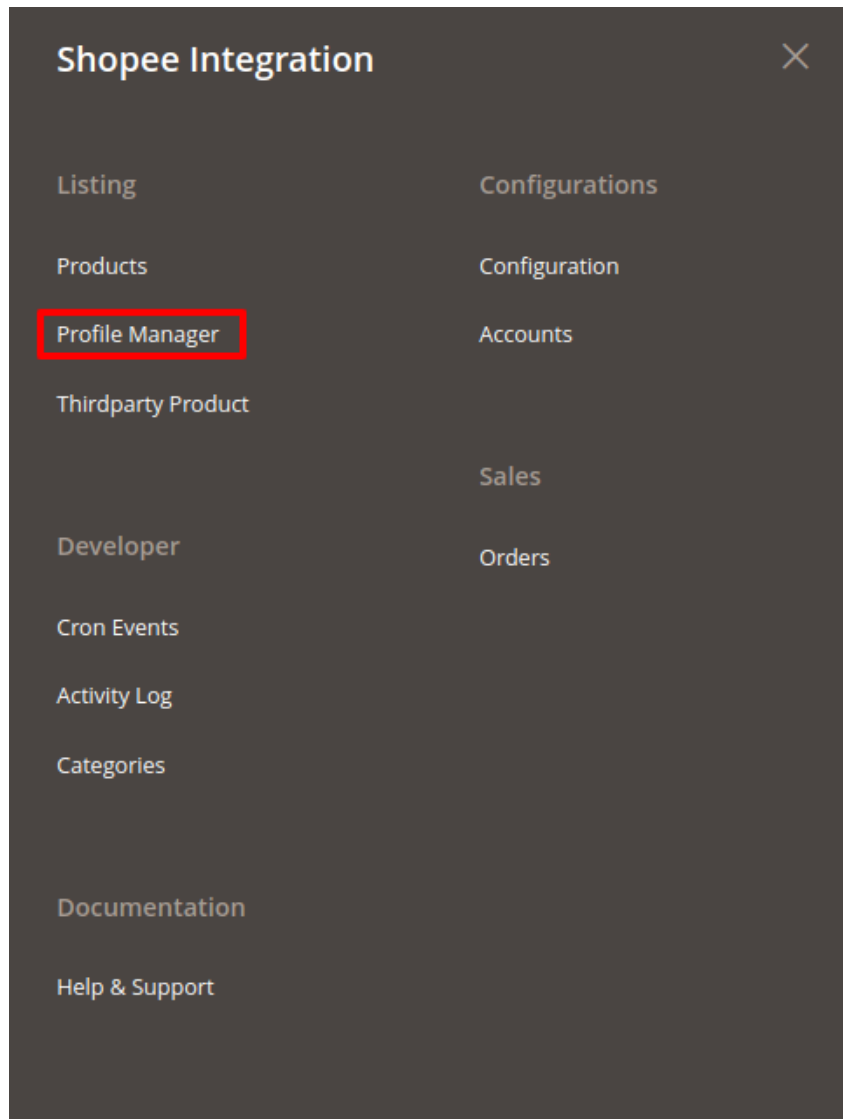 Shopee Integration
Listing
Products
Profile Manager
Thirdparty Product
Developer
Cron Events
Activity Log
Categories
Documentation
Help & Support
Configurations
Configuration
Accounts
Sales
Orders